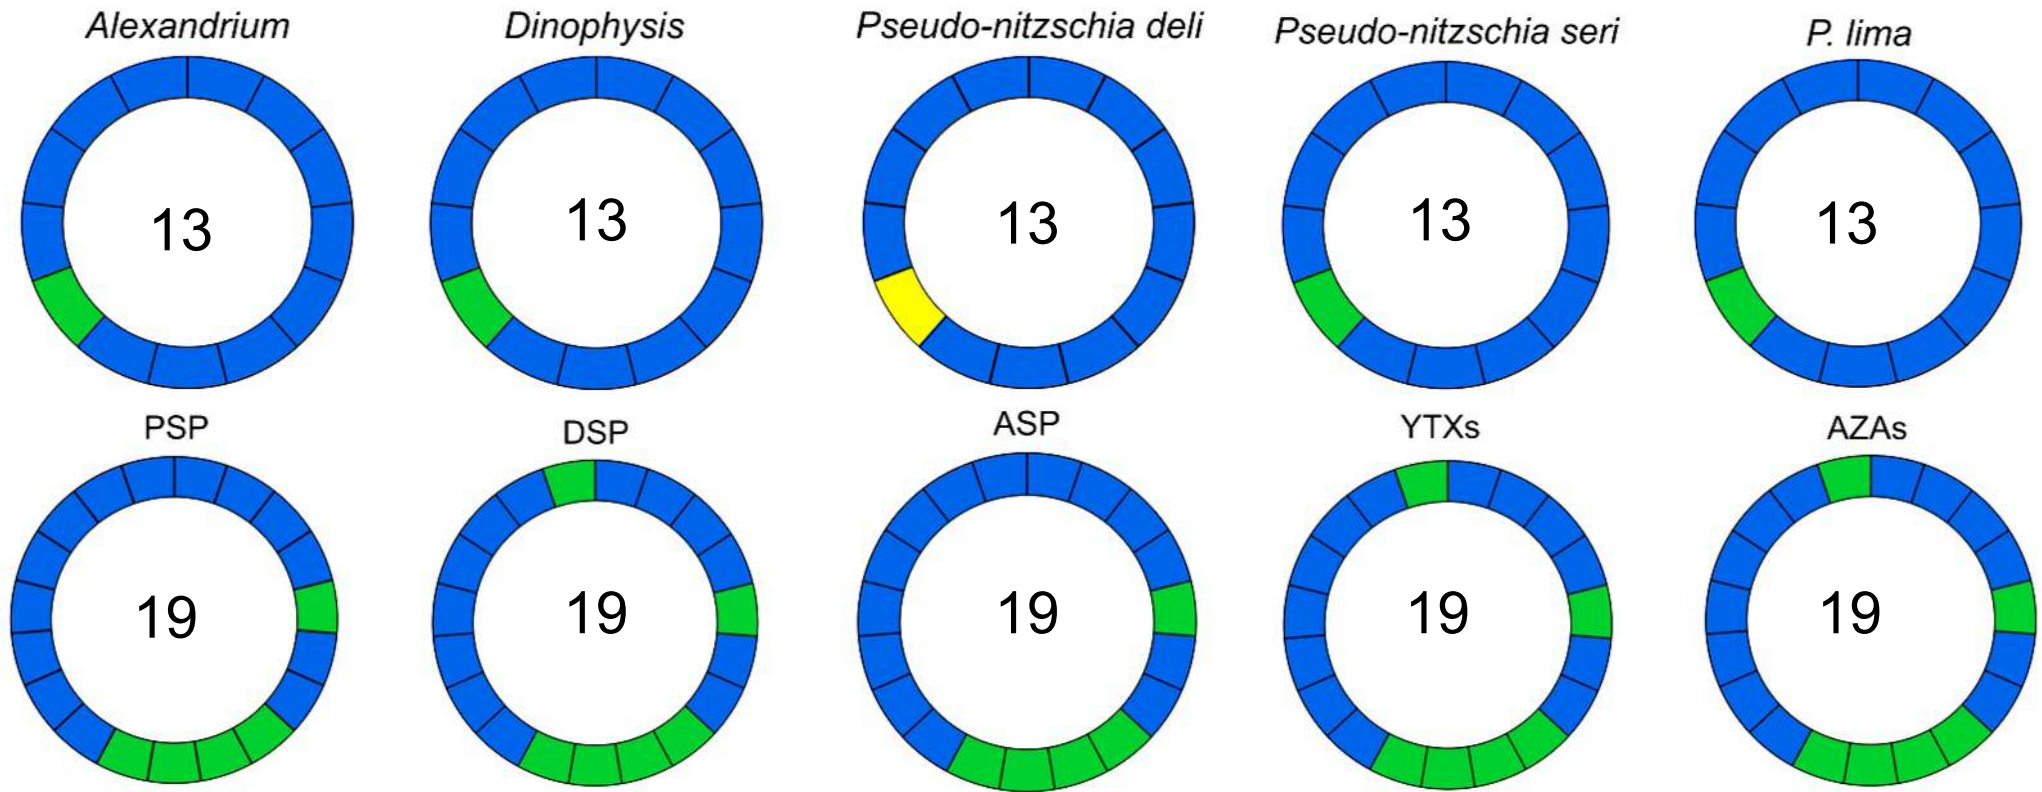 Alexandrium
Dinophysis
Pseudo-nitzschia deli
Pseudo-nitzschia seri
P. lima
13
13
13
13
13
PSP
DSP
ASP
YTXs
AZAs
19
19
19
19
19